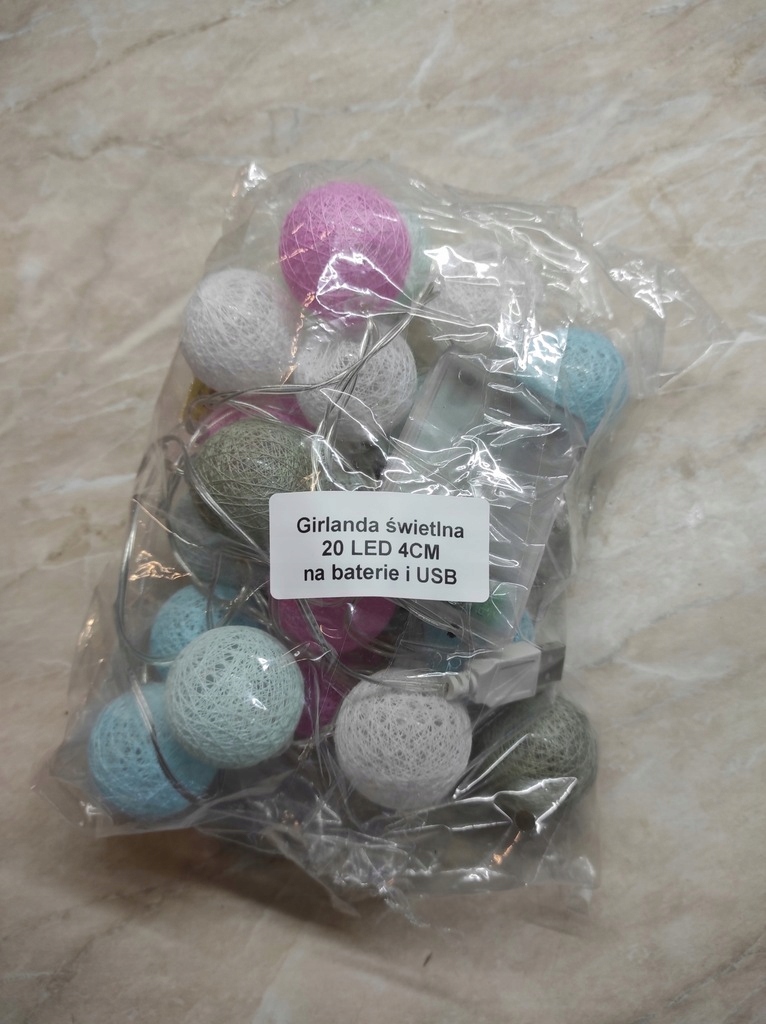 Girlanda świetlna
20 LED 4CM
na baterie i USB